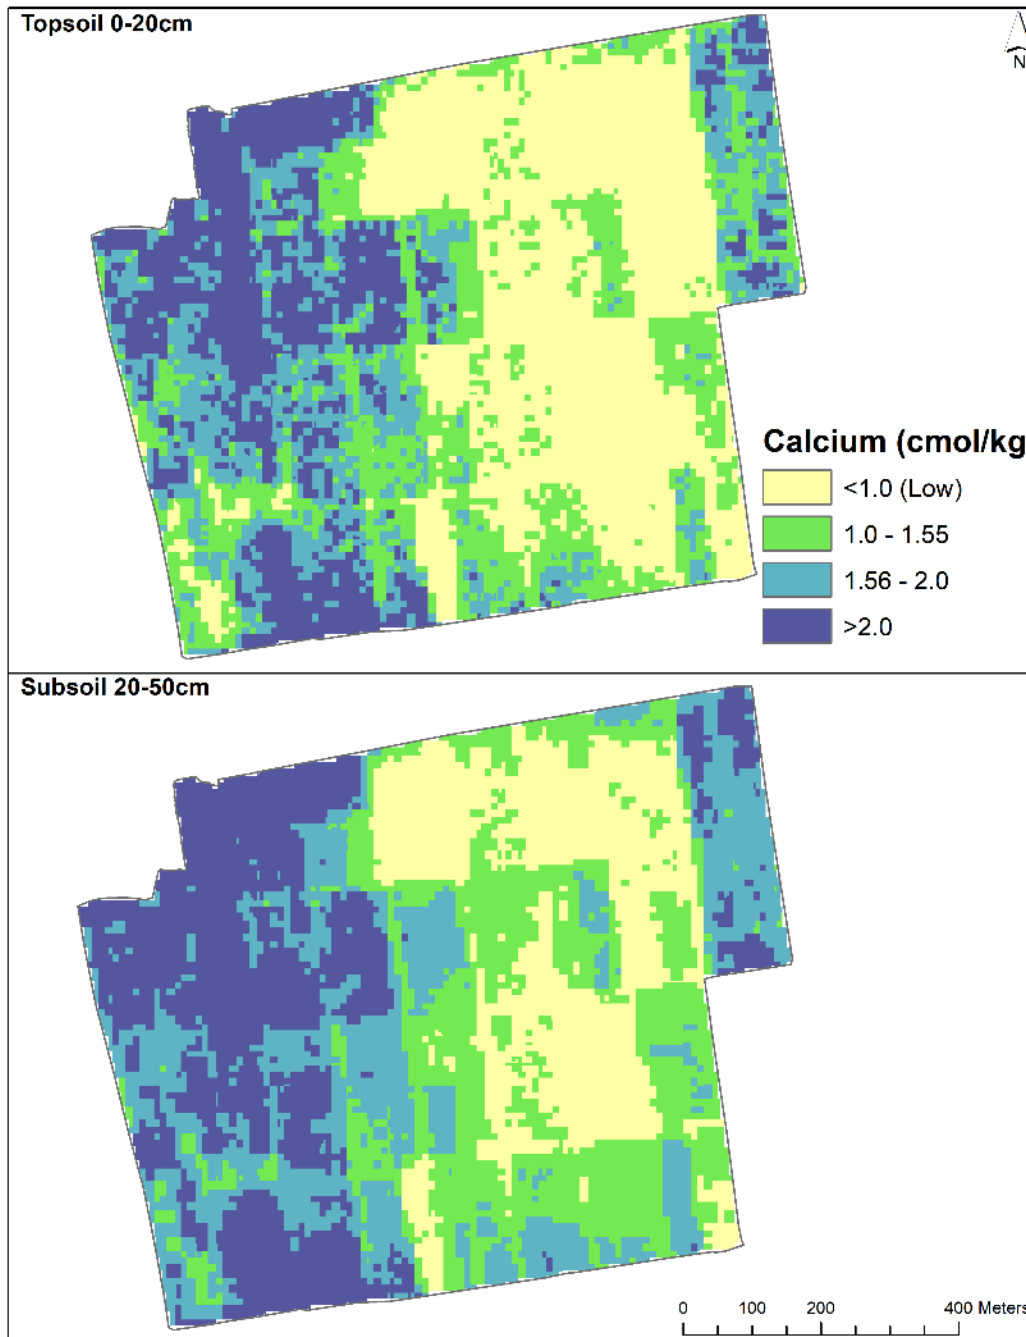 Topsoil 0-20cm
N
Calcium (cmol/kg
<1.0 (Low)
1.0 - 1.55
1.56 - 2.0
>2.0
Subsoil 20-50cm
0 100 200 400 Meters